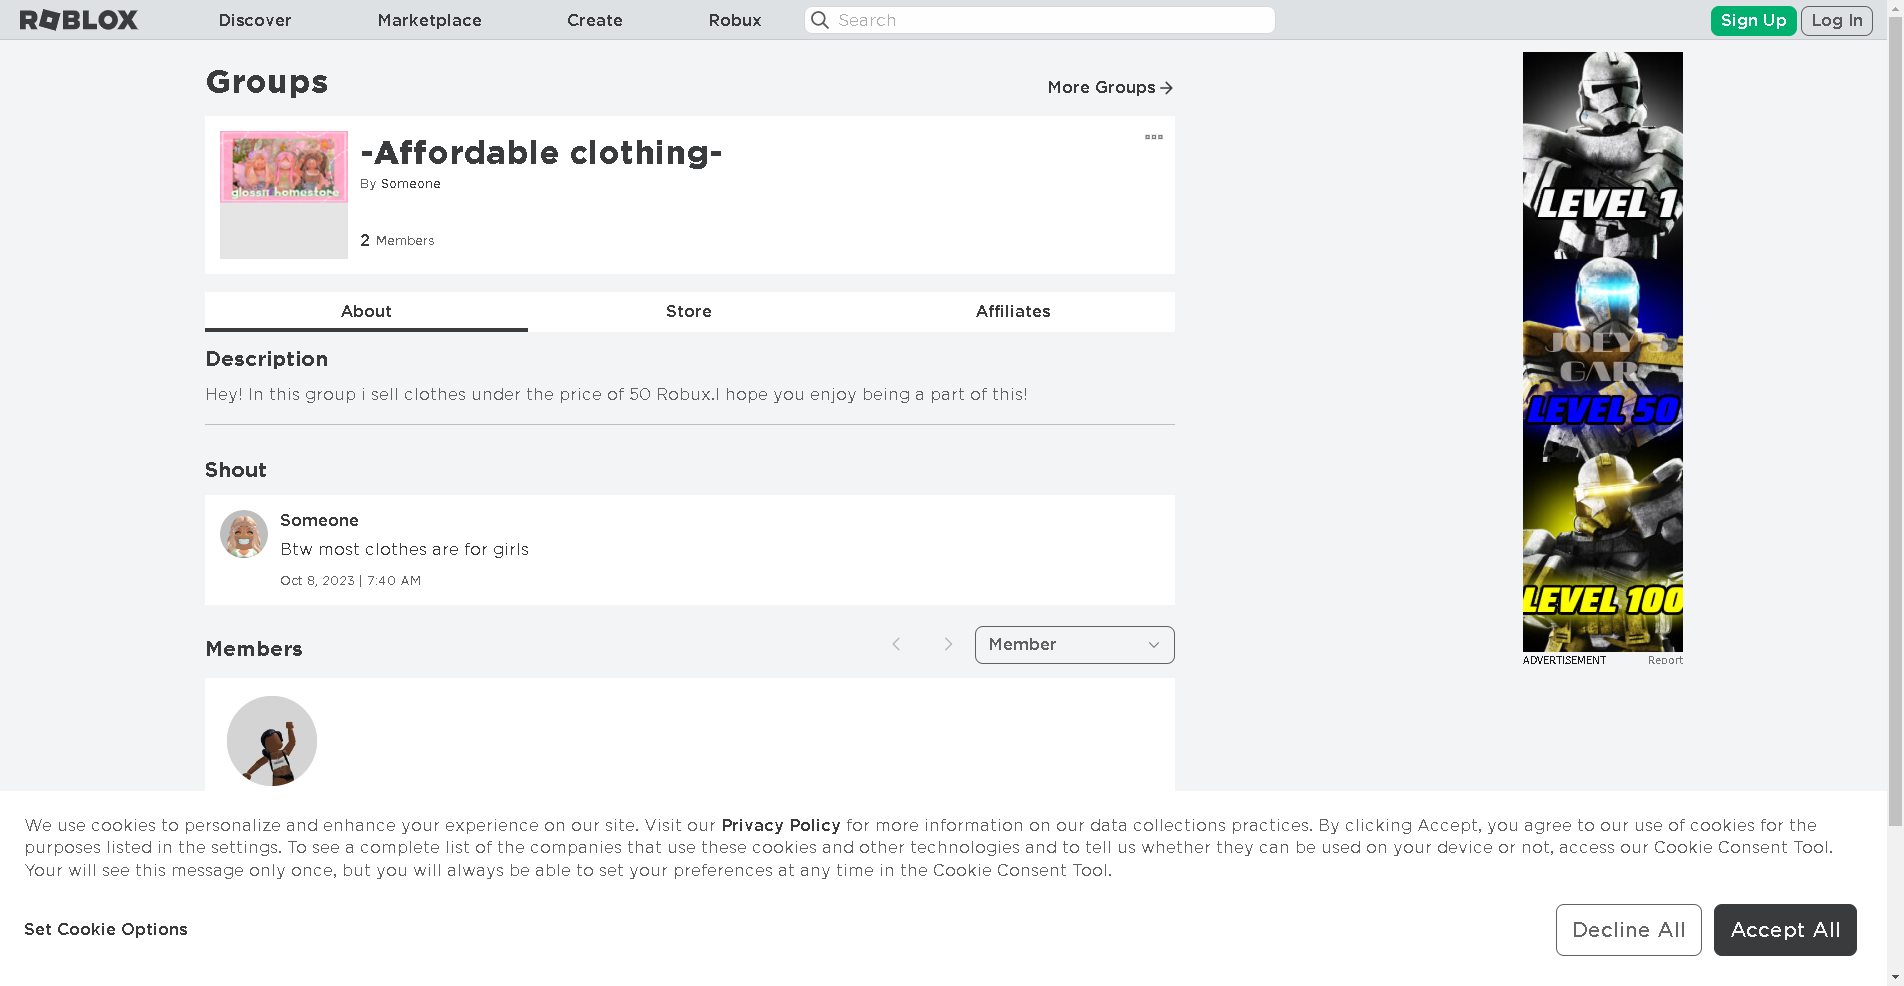 ROBLOX
Discover
Marketplace
Create
Robux
Search
Sign Up
Log In
Groups
More Groups
glossii homestore
-Affordable clothing-
By Someone
2 Members
About
Store
Affiliates
Description
Hey! In this group i sell clothes under the price of 50 Robux.I hope you enjoy being a part of this!
Shout
Someone
Btw most clothes are for girls
Oct 8, 2023 | 7:40 AM
Members
Member
LEVEL 1
JOEY'S
GAR
LEVEL 50
LEVEL 100
ADVERTISEMENT
Report
We use cookies to personalize and enhance your experience on our site. Visit our Privacy Policy for more information on our data collections practices. By clicking Accept, you agree to our use of cookies for the
purposes listed in the settings. To see a complete list of the companies that use these cookies and other technologies and to tell us whether they can be used on your device or not, access our Cookie Consent Tool.
Your will see this message only once, but you will always be able to set your preferences at any time in the Cookie Consent Tool.
Set Cookie Options
Decline All
Accept All